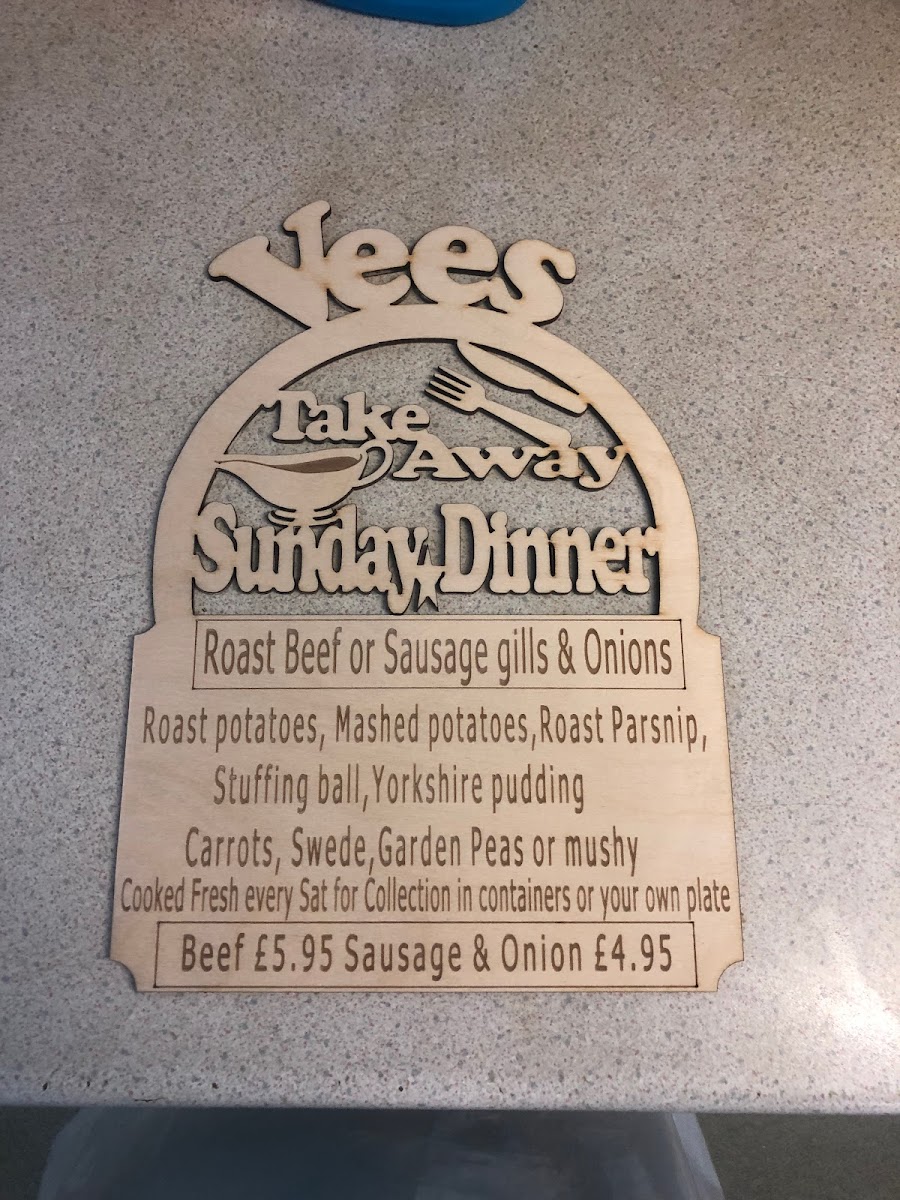 Vees
Take
Away
Sunday Dinner
Roast Beef or Sausage gills & Onions
Roast potatoes, Mashed potatoes,Roast Parsnip,
Stuffing ball,Yorkshire pudding
Carrots, Swede,Garden Peas or mushy
Cooked Fresh every Sat for Collection in containers or your own plate
Beef £5.95 Sausage & Onion £4.95